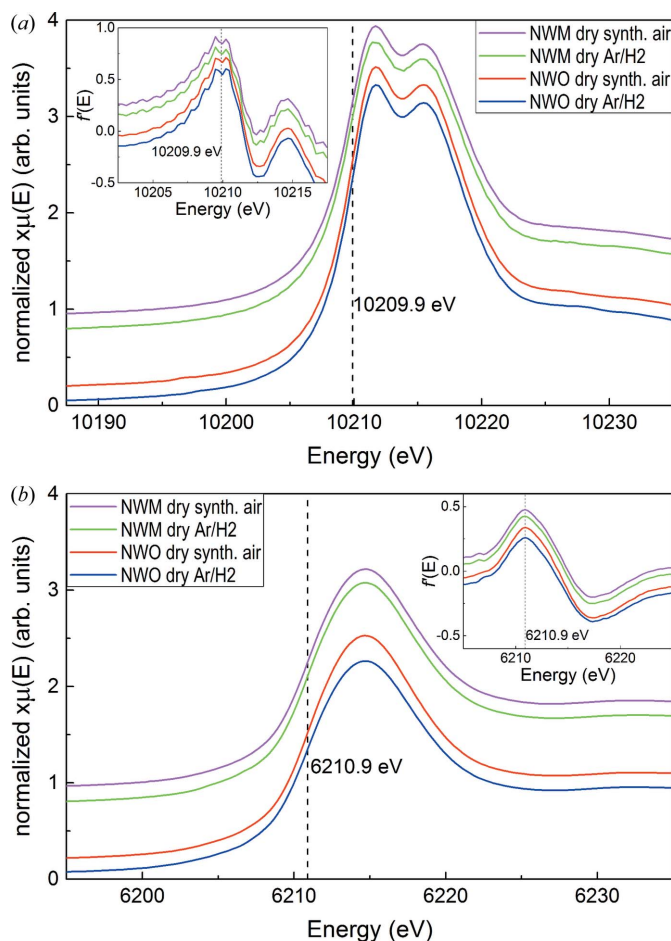 (a)
4
3
2
1
0
normalized xμ(E) (arb. units)
NWM dry synth. air
NWM dry Ar/H2
NWO dry synth. air
NWO dry Ar/H2
1.0
0.5
0.0
-0.5
f'(E)
10209.9 eV
10205 10210 10215
Energy (eV)
10209.9 eV
10190 10200 10210 10220 10230
Energy (eV)
(b)
4
3
2
1
0
normalized xμ(E) (arb. units)
NWM dry synth. air
NWM dry Ar/H2
NWO dry synth. air
NWO dry Ar/H2
0.5
0.0
-0.5
f'(E)
6210.9 eV
6210 6220
Energy (eV)
6210.9 eV
6200 6210 6220 6230
Energy (eV)